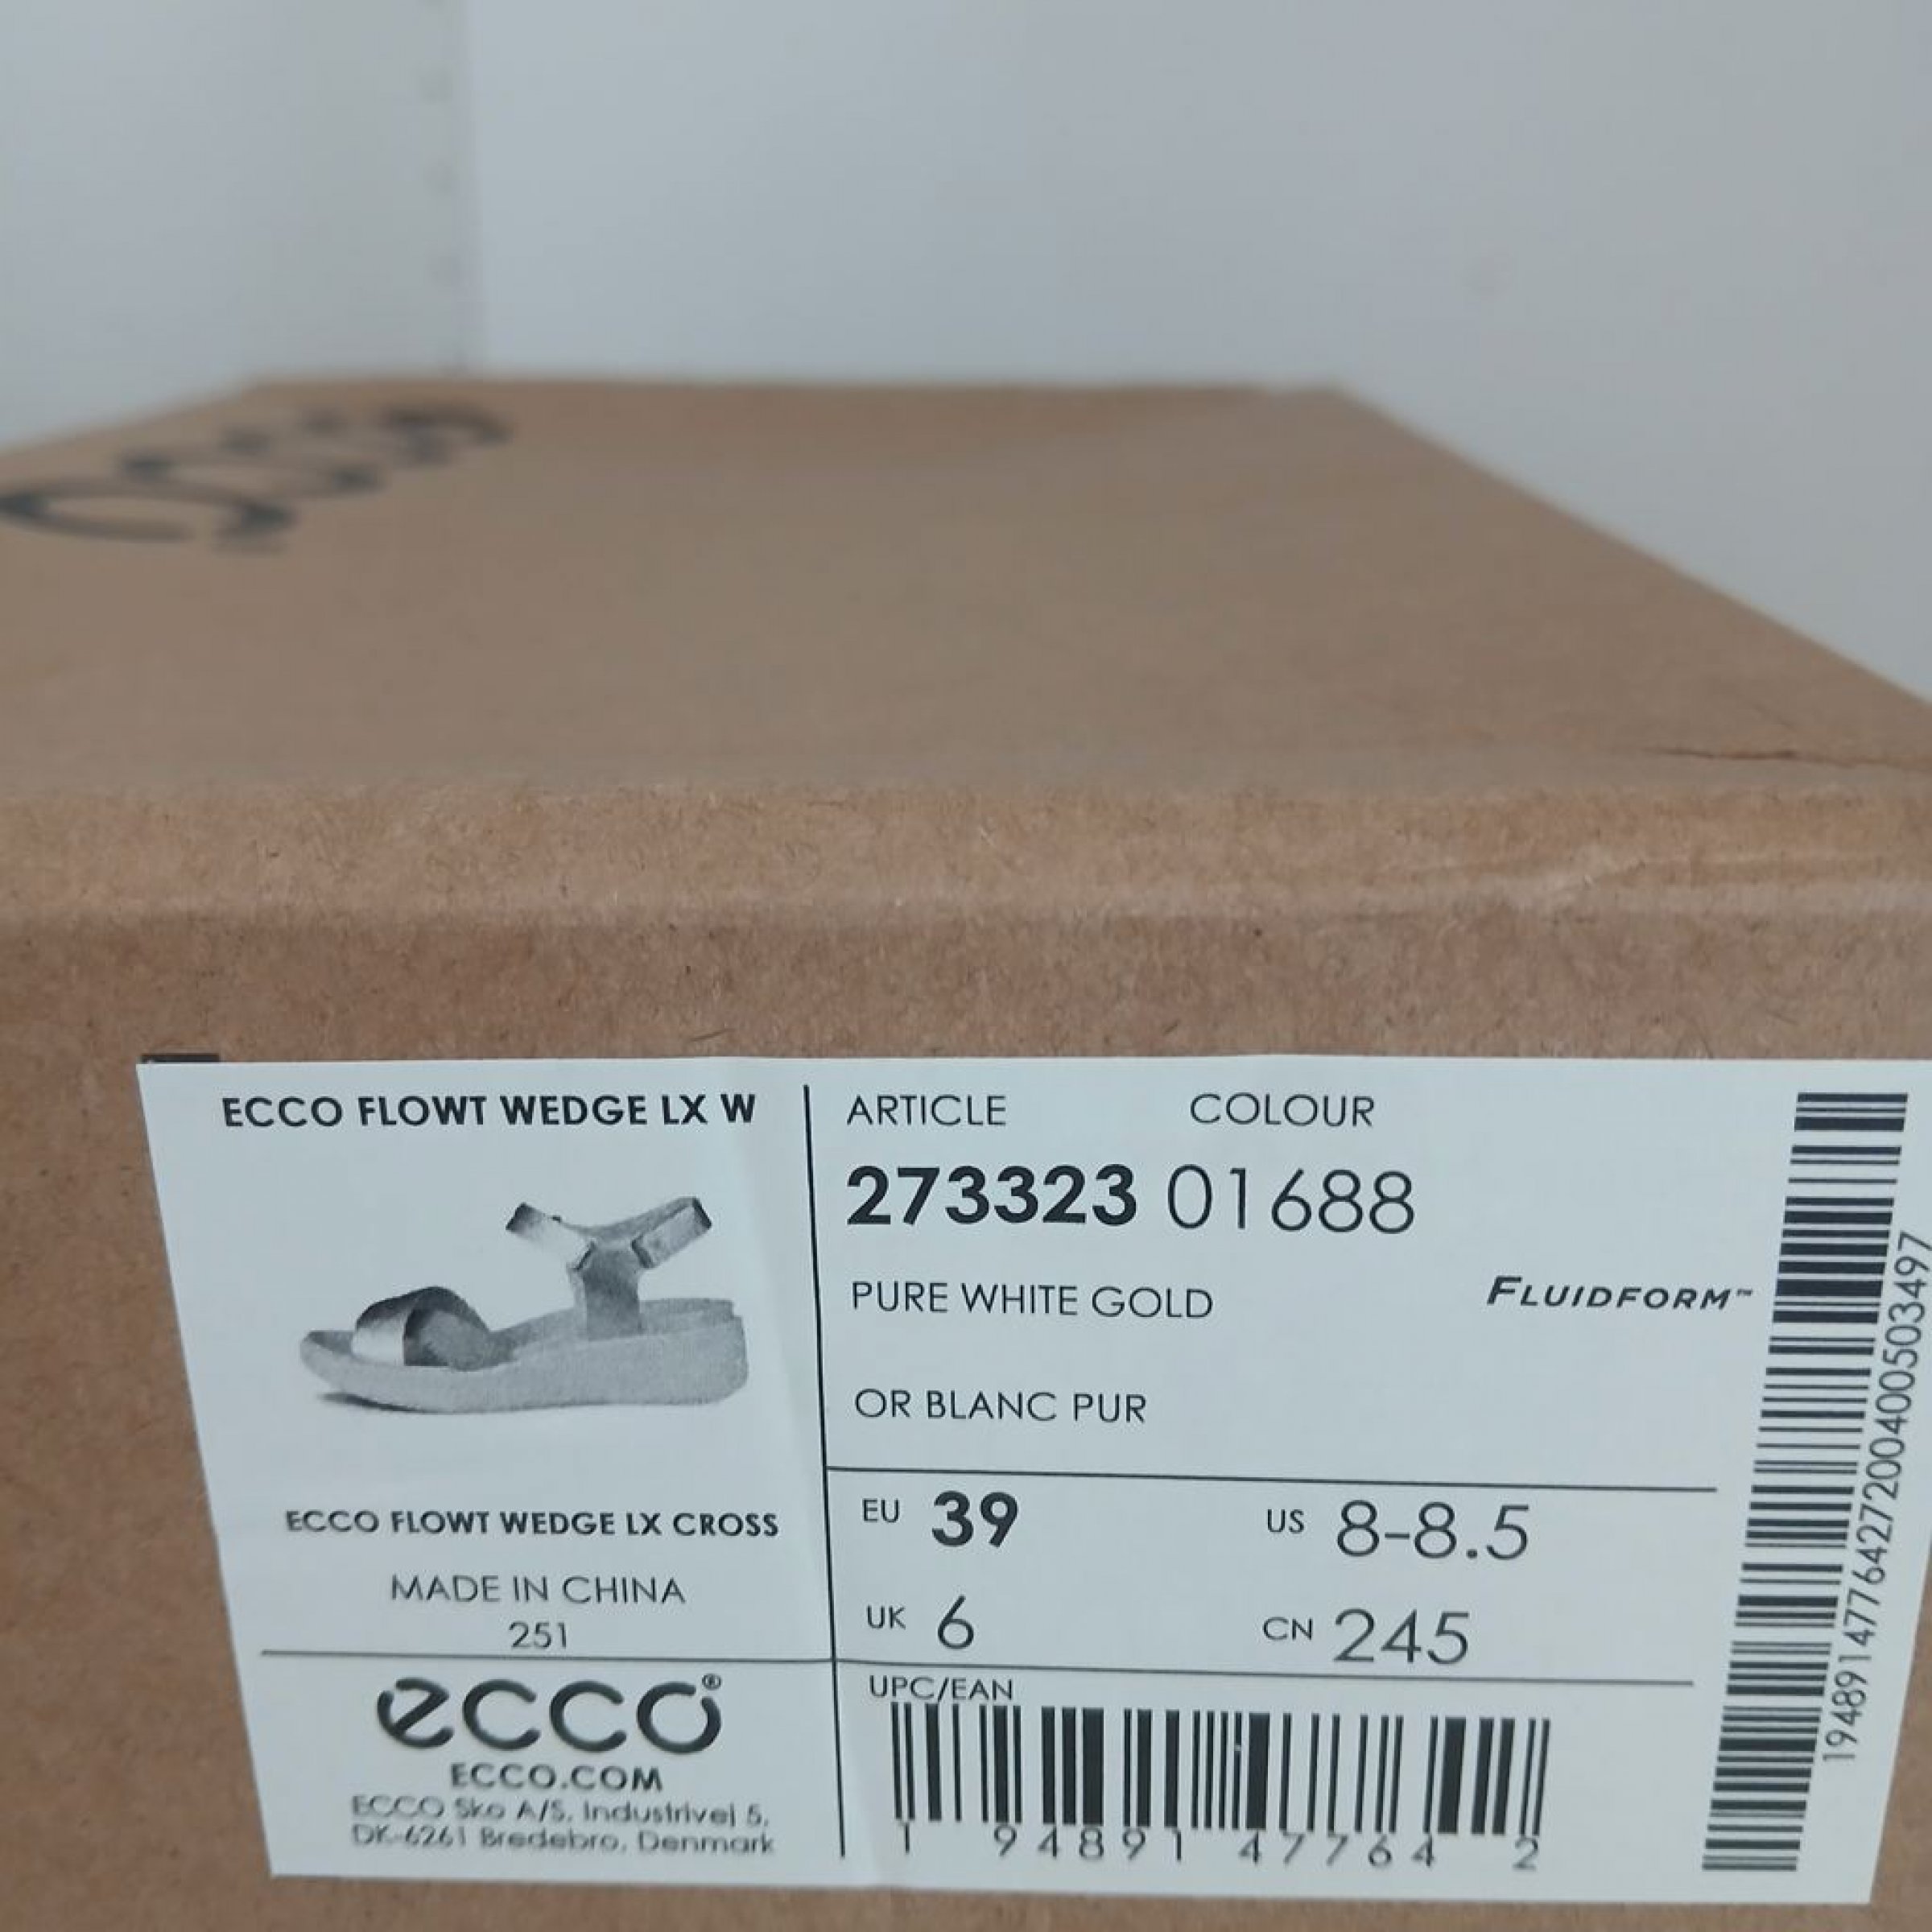 ecco
ECCO FLOWT WEDGE LX W
ECCO FLOWT WEDGE LX CROSS
MADE IN CHINA
251
ecco®
ECCO.COM
ECCO Sko A/S, Industrivej 5,
DK-6261 Bredebro, Denmark
ARTICLE COLOUR
273323 01688
PURE WHITE GOLD
FLUIDFORM™
OR BLANC PUR
EU 39 US 8-8.5
UK 6 CN 245
UPC/EAN
1 94891 47764 2
19489147764272004005503497